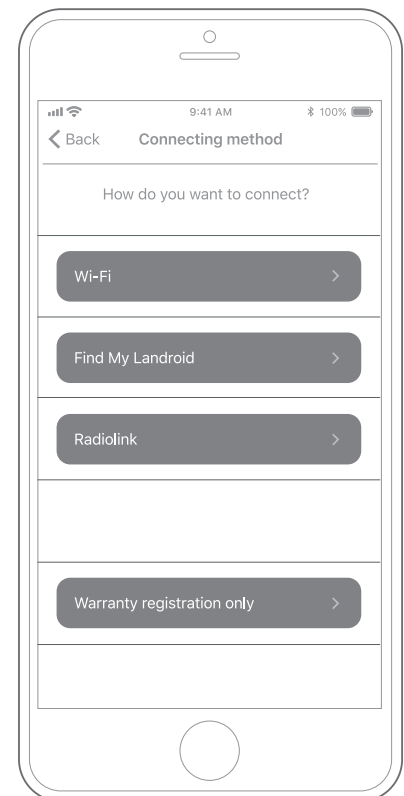 9:41 AM 100%
Back Connecting method
How do you want to connect?
Wi-Fi
Find My Landroid
Radiolink
Warranty registration only